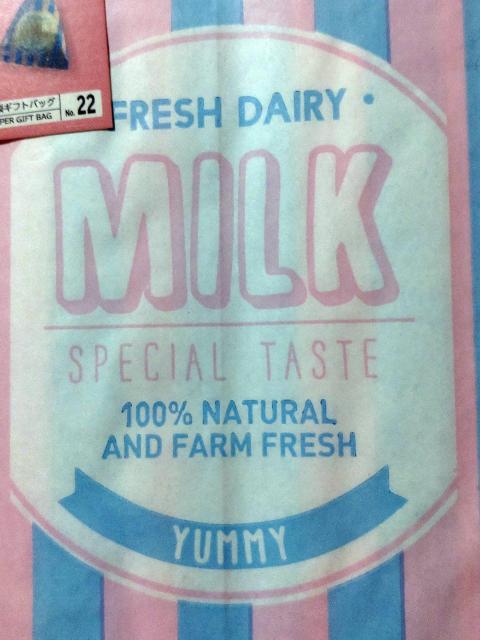 ギフトバッグ
PER GIFT BAG
No. 22
FRESH DAIRY •
MILK
SPECIAL TASTE
100% NATURAL
AND FARM FRESH
YUMMY